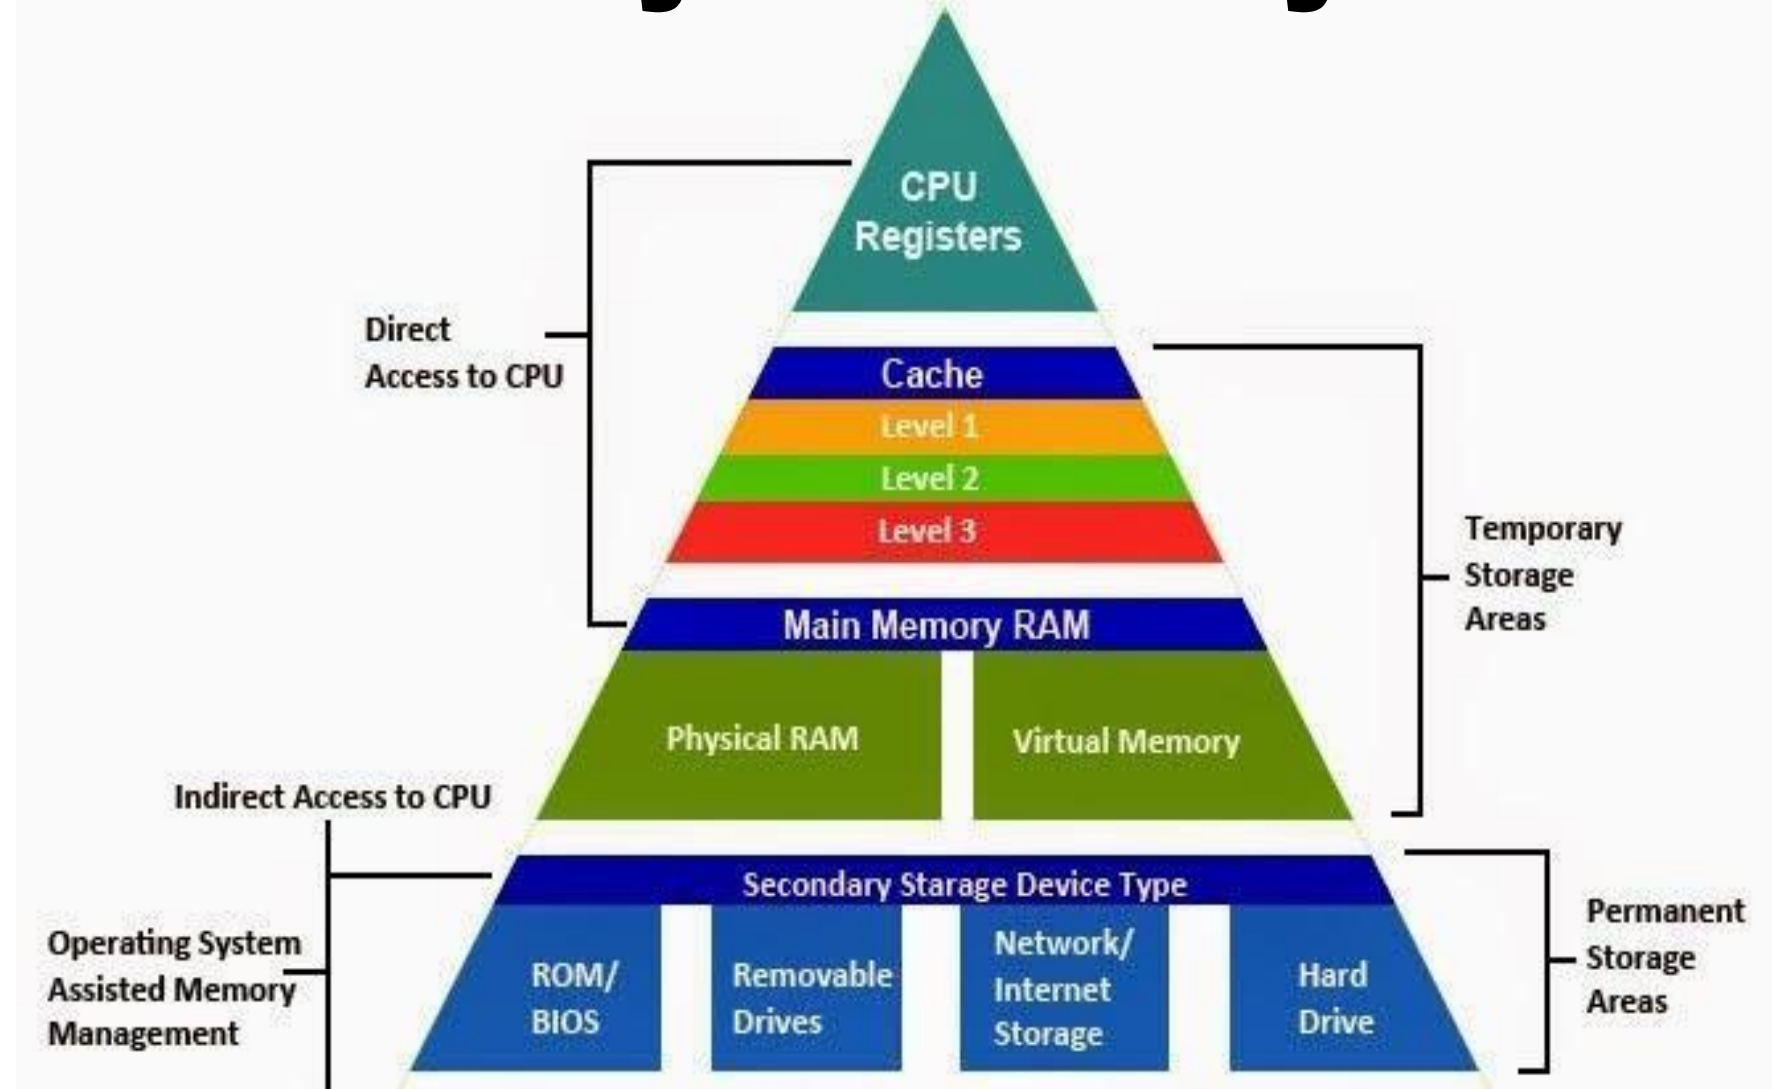 CPU
Registers
Direct
Access to CPU
Cache
Level 1
Level 2
Level 3
Temporary
Storage
Areas
Main Memory RAM
Physical RAM
Virtual Memory
Indirect Access to CPU
Secondary Starage Device Type
Operating System
Assisted Memory
Management
ROM/
BIOS
Removable
Drives
Network/
Internet
Storage
Hard
Drive
Permanent
Storage
Areas